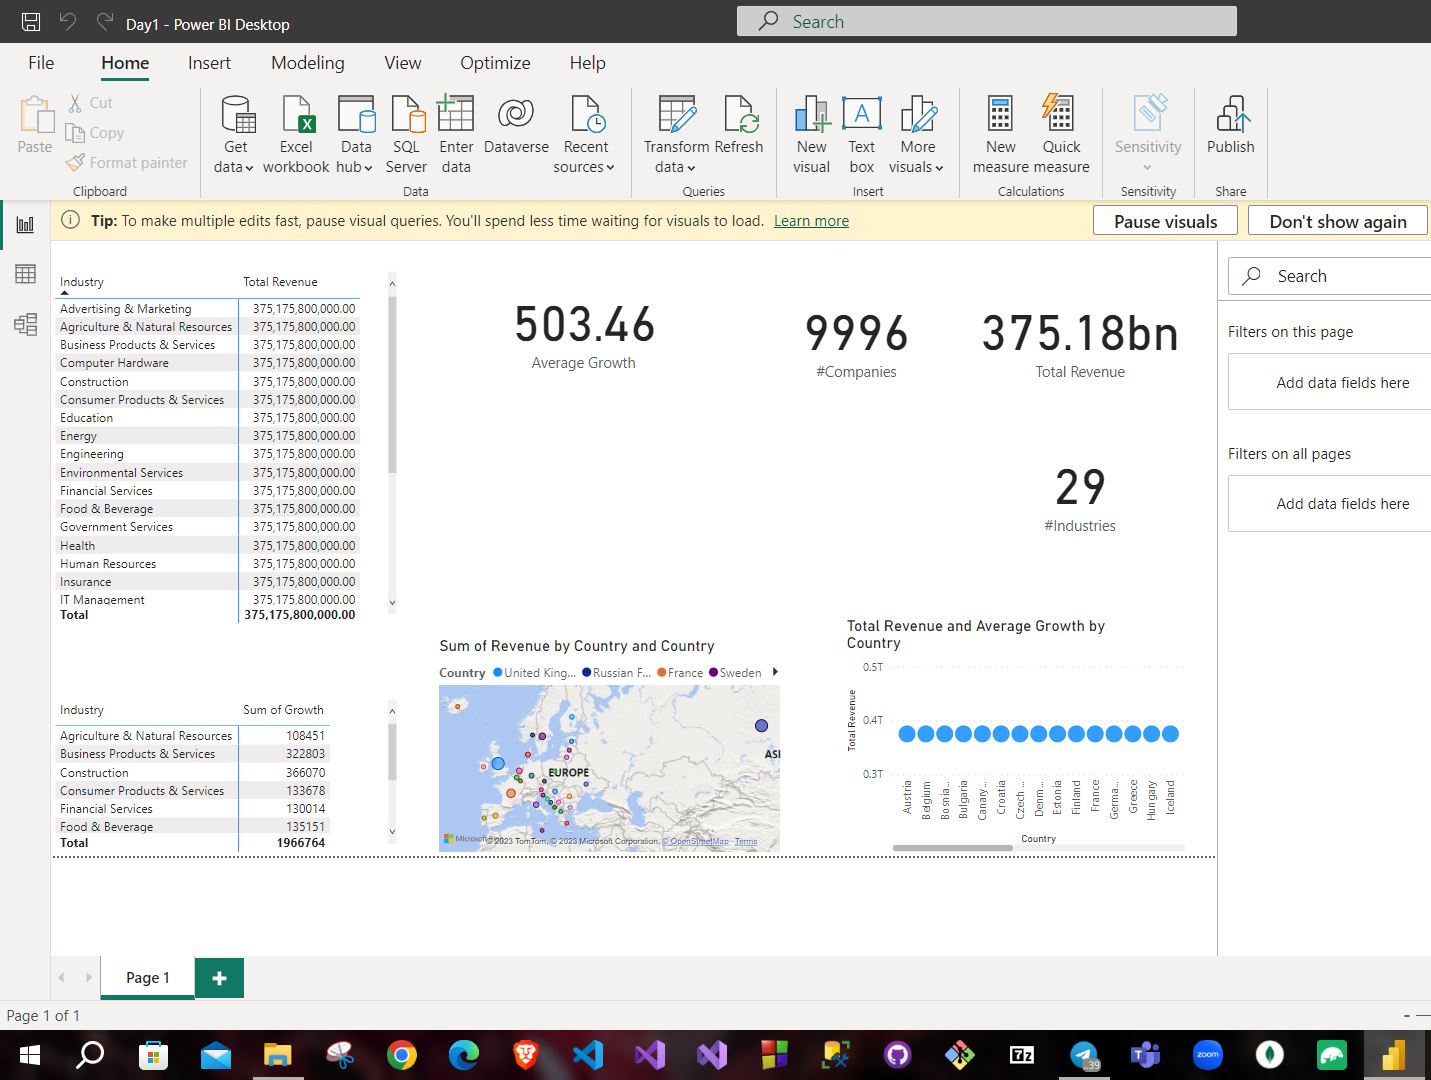 Day1 - Power BI Desktop
Search
File Home Insert Modeling View Optimize Help
Paste
Cut
Copy
Format painter
Clipboard
Get data
Excel workbook
Data hub
SQL Server
Enter data
Dataverse
Recent sources
Data
Transform data
Refresh
Queries
New visual
Text box
More visuals
Insert
New measure
Quick measure
Calculations
Sensitivity
Sensitivity
Publish
Share
Tip: To make multiple edits fast, pause visual queries. You'll spend less time waiting for visuals to load. Learn more
Pause visuals
Don't show again
Industry Total Revenue
Advertising & Marketing 375,175,800,000.00
Agriculture & Natural Resources 375,175,800,000.00
Business Products & Services 375,175,800,000.00
Computer Hardware 375,175,800,000.00
Construction 375,175,800,000.00
Consumer Products & Services 375,175,800,000.00
Education 375,175,800,000.00
Energy 375,175,800,000.00
Engineering 375,175,800,000.00
Environmental Services 375,175,800,000.00
Financial Services 375,175,800,000.00
Food & Beverage 375,175,800,000.00
Government Services 375,175,800,000.00
Health 375,175,800,000.00
Human Resources 375,175,800,000.00
Insurance 375,175,800,000.00
IT Management 375,175,800,000.00
Total 375,175,800,000.00
503.46
Average Growth
9996
#Companies
375.18bn
Total Revenue
29
#Industries
Search
Filters on this page
Add data fields here
Filters on all pages
Add data fields here
Industry Sum of Growth
Agriculture & Natural Resources 108451
Business Products & Services 322803
Construction 366070
Consumer Products & Services 133678
Financial Services 130014
Food & Beverage 135151
Total 1966764
Sum of Revenue by Country and Country
Country United King... Russian F... France Sweden
EUROPE
ASI
© 2023 TomTom, © 2023 Microsoft Corporation, © OpenStreetMap Terms
Total Revenue and Average Growth by
Country
0.5T
0.4T
0.3T
Total Revenue
Austria
Belgium
Bosnia...
Bulgaria
Canary...
Croatia
Czech ...
Denm...
Estonia
Finland
France
Germa...
Greece
Hungary
Iceland
Country
Page 1
Page 1 of 1
7z
39
zoom